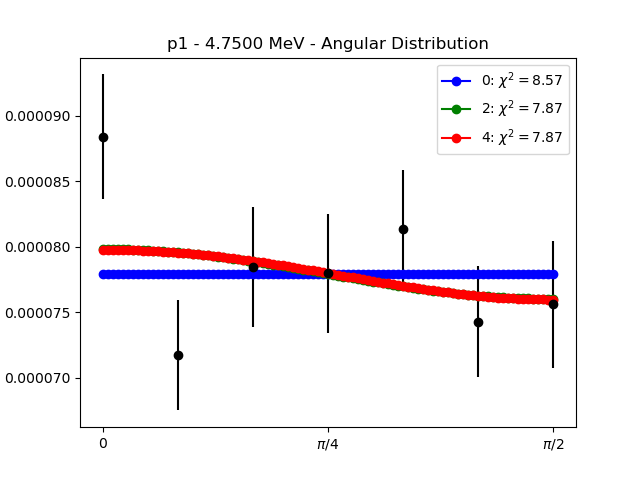 p1 - 4.7500 MeV - Angular Distribution
0: χ² = 8.57
2: χ² = 7.87
4: χ² = 7.87
0.000090
0.000085
0.000080
0.000075
0.000070
0
π/4
π/2